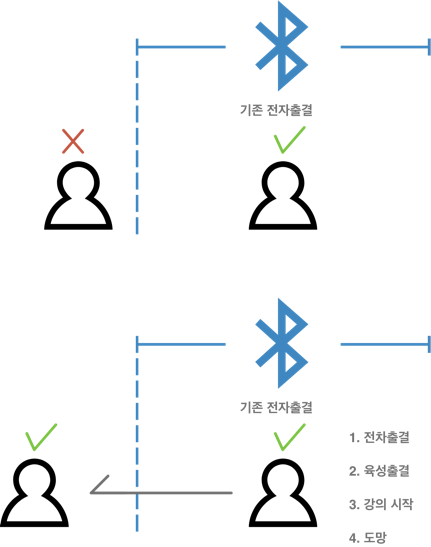 기존 전자출결
기존 전자출결
1. 전차출결
2. 육성출결
3. 강의 시작
4. 도망